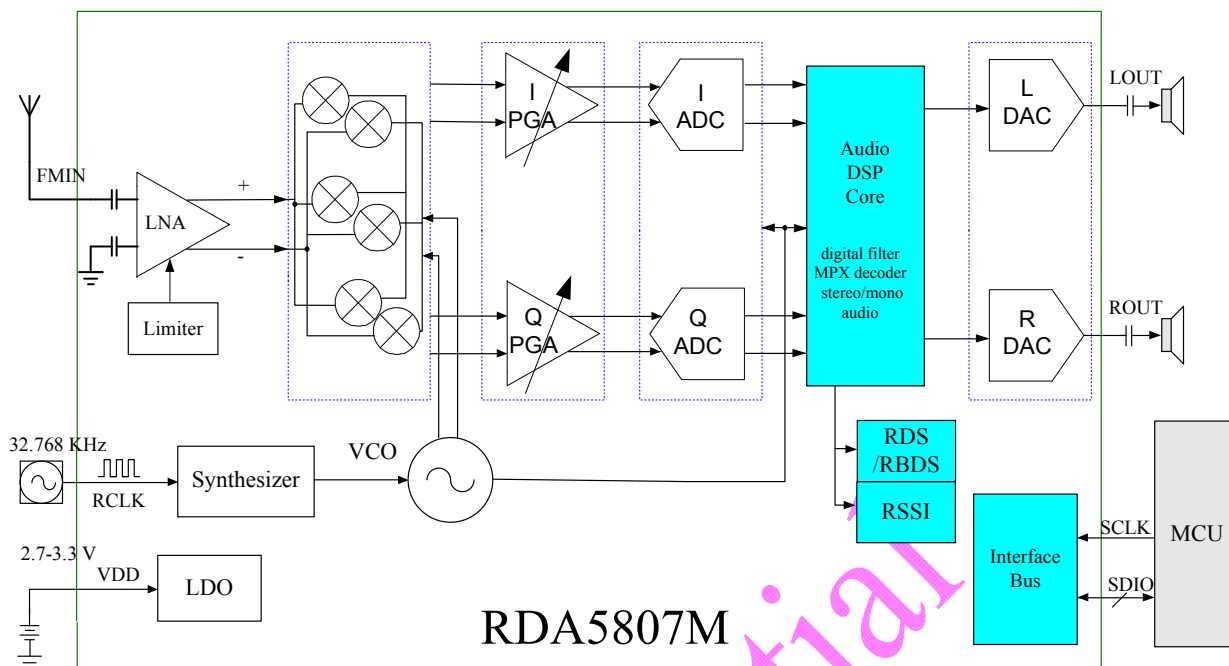 FMIN
LNA
+
-
Limiter
I
PGA
I
ADC
Q
PGA
Q
ADC
Audio
DSP
Core
digital filter
MPX decoder
stereo/mono
audio
L
DAC
R
DAC
LOUT
ROUT
32.768 KHz
RCLK
Synthesizer
VCO
RDS
/RBDS
RSSI
2.7-3.3 V
VDD
LDO
Interface
Bus
SCLK
SDIO
MCU
RDA5807M
tial